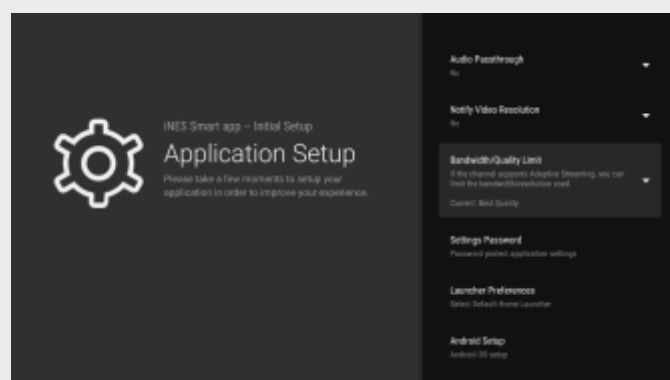 iNES Smart app – Initial Setup
Application Setup
Please take a few moments to setup your
application in order to improve your experience.
Audio Passthrough
No
Notify Video Resolution
No
Bandwidth/Quality Limit
If the channel supports Adaptive Streaming, you can
limit the bandwidth/resolution used.
Current: Best Quality
Settings Password
Password protect application settings.
Launcher Preferences
Select Default Home Launcher
Android Setup
Android OS setup